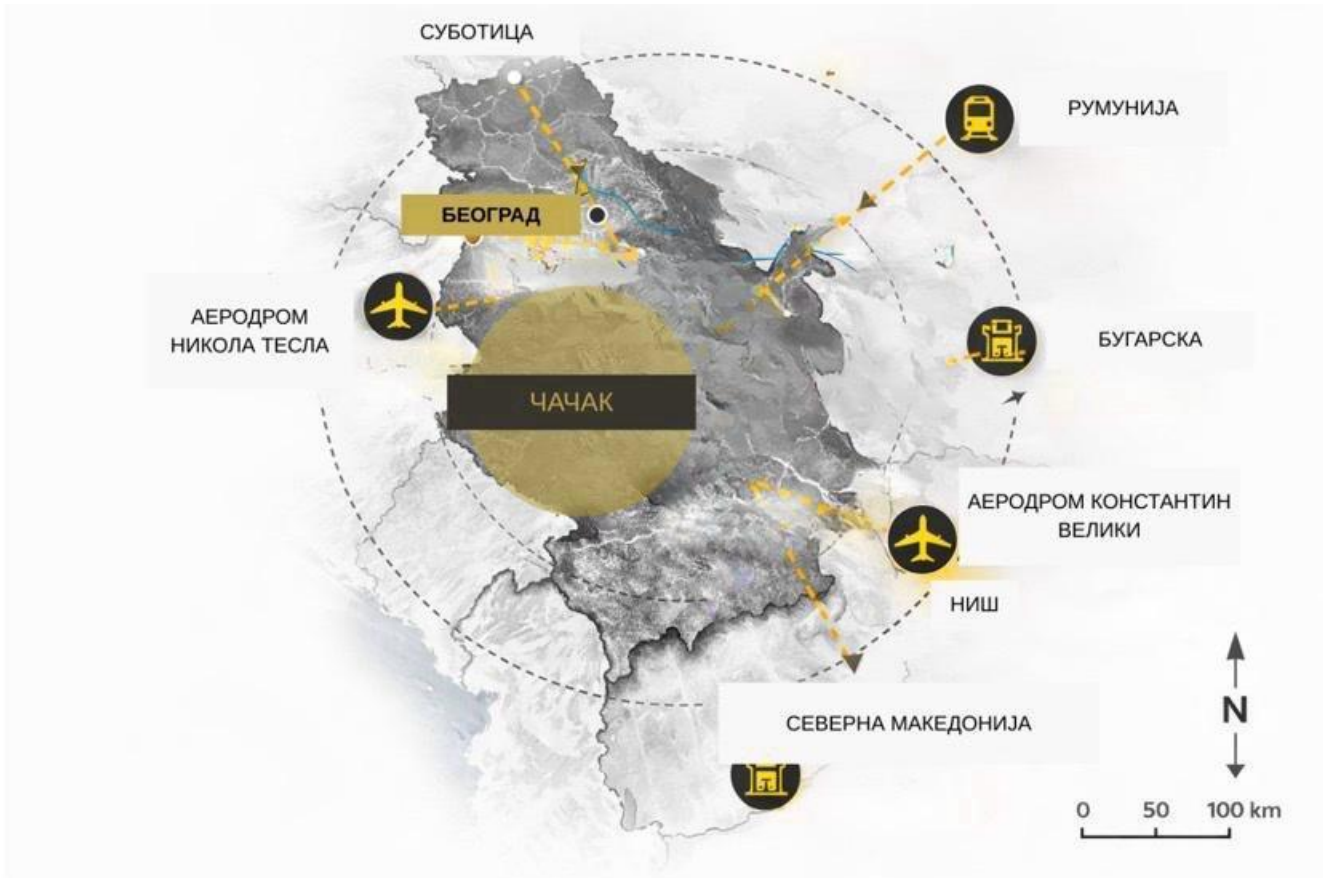 СУБОТИЦА
РУМУНИЈА
БЕОГРАД
АЕРОДРОМ
НИКОЛА ТЕСЛА
БУГАРСКА
ЧАЧАК
АЕРОДРОМ КОНСТАНТИН
ВЕЛИКИ
НИШ
СЕВЕРНА МАКЕДОНИЈА
N
0 50 100 km